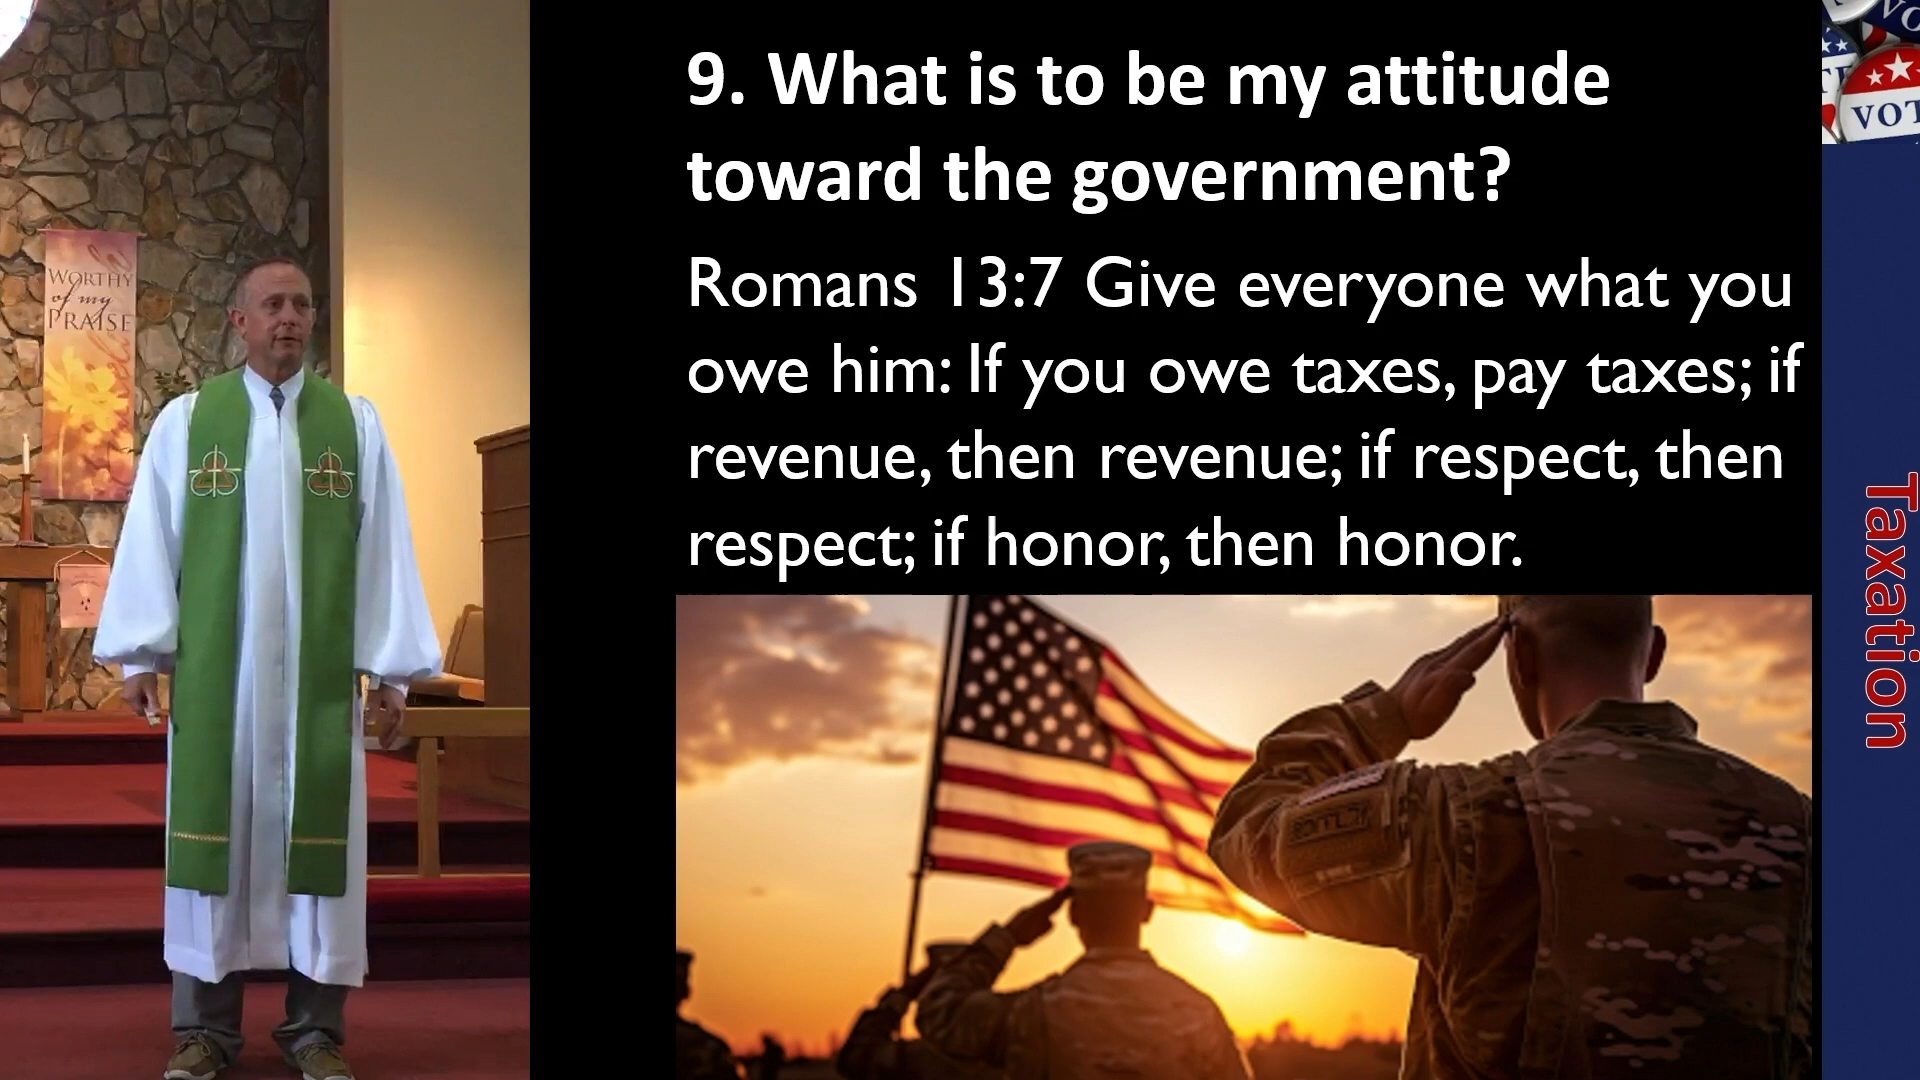 WORTHY
of my
PRAISE
9. What is to be my attitude
toward the government?
Romans 13:7 Give everyone what you
owe him: If you owe taxes, pay taxes; if
revenue, then revenue; if respect, then
respect; if honor, then honor.
Taxation